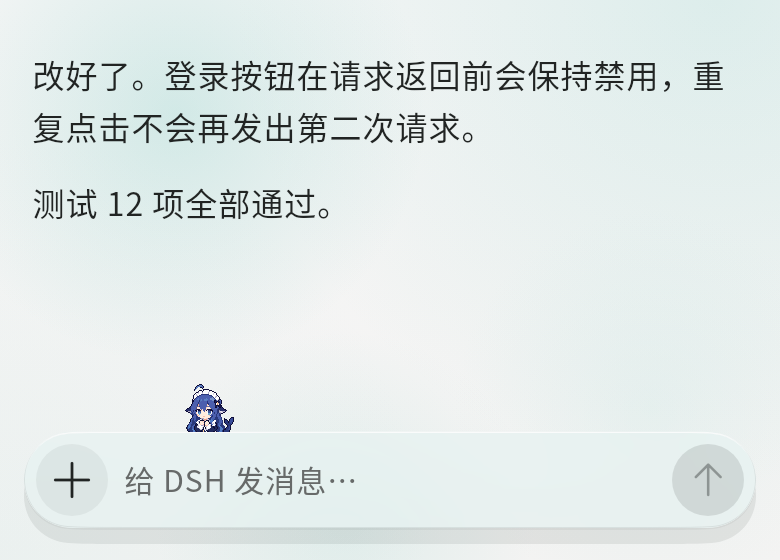 改好了。登录按钮在请求返回前会保持禁用，重
复点击不会再发出第二次请求。
测试 12 项全部通过。
给 DSH 发消息…